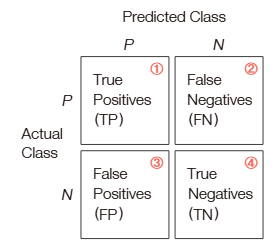 Predicted Class
P N
① ②
True False
Positives Negatives
P (TP) (FN)
Actual
Class
③ ④
False True
N Positives Negatives
(FP) (TN)